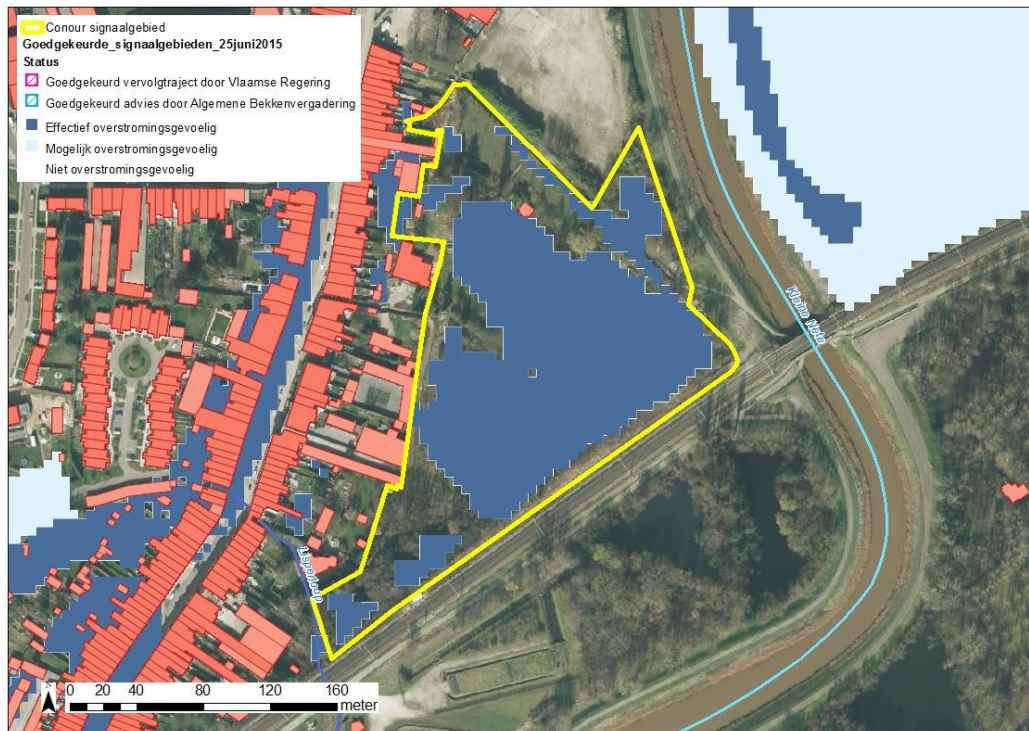 Conour signaalgebied
Goedgekeurde_signaalgebieden_25juni2015
Status
Goedgekeurd vervolgtraject door Vlaamse Regering
Goedgekeurd advies door Algemene Bekkenvergadering
Effectief overstromingsgevoelig
Mogelijk overstromingsgevoelig
Niet overstromingsgevoelig
Kleine Nete
Lisperloop
0 20 40 80 120 160
meter